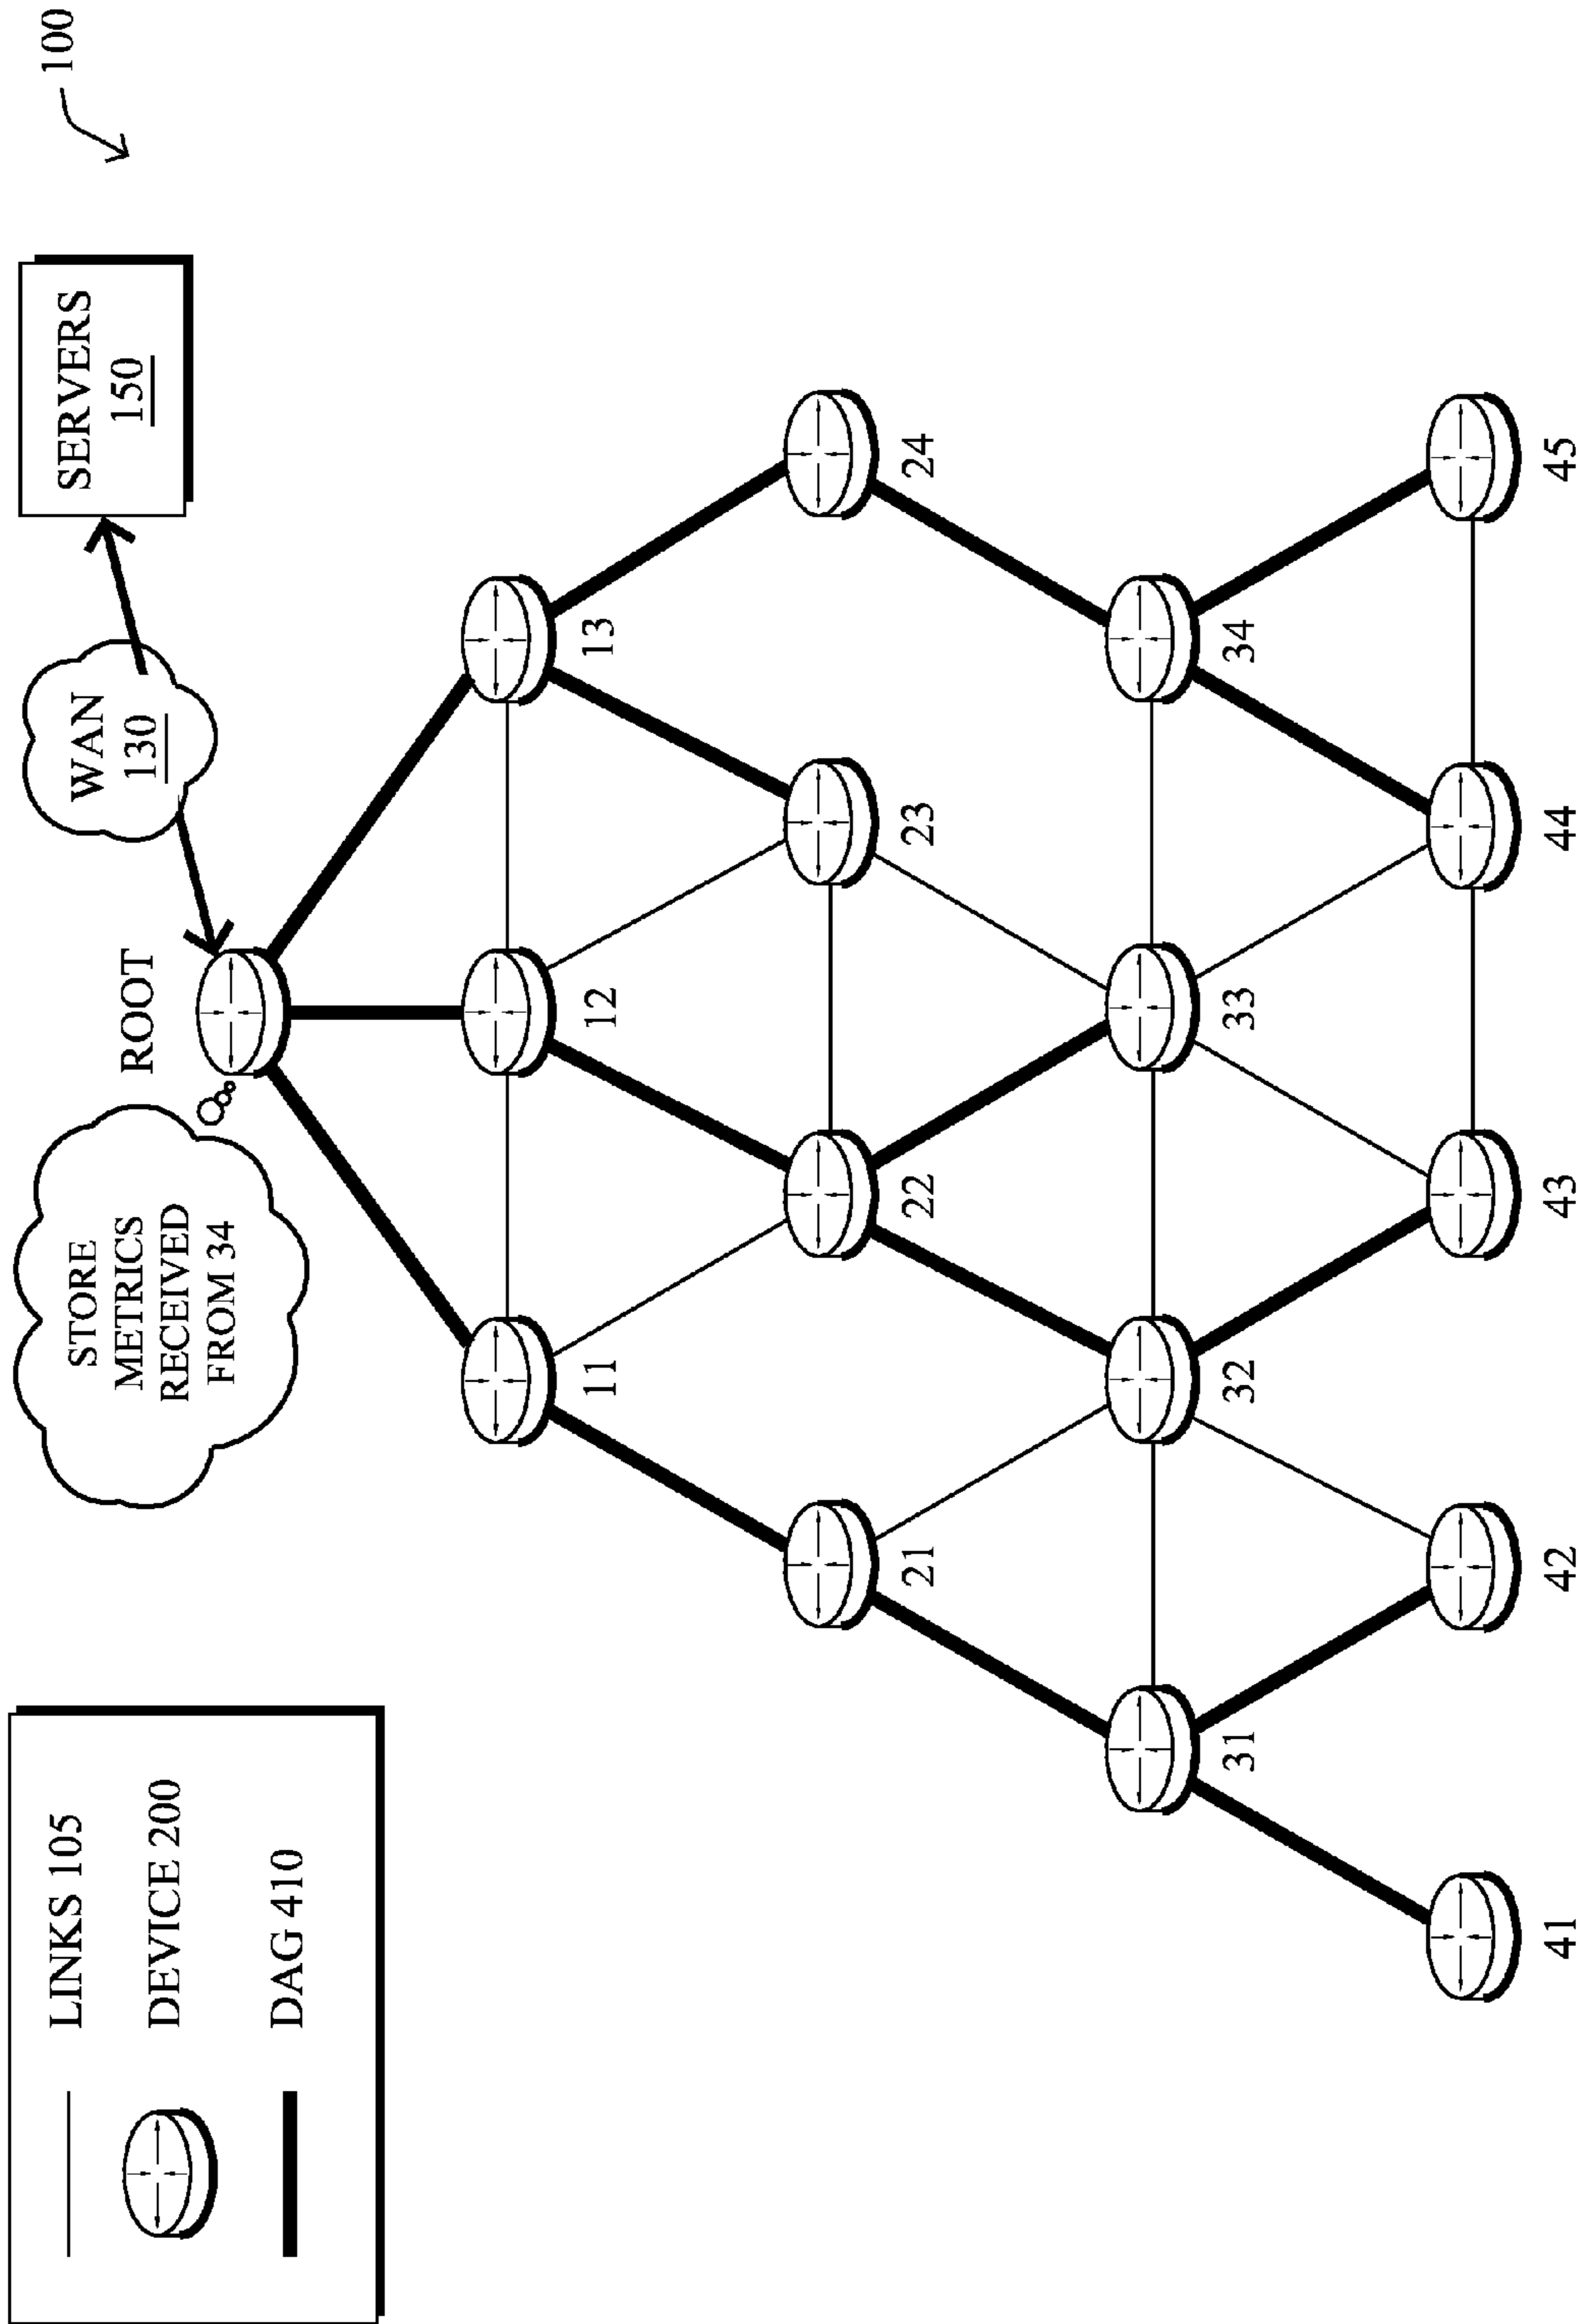 100
LINKS 105
DEVICE 200
DAG 410
STORE
METRICS
RECEIVED
FROM 34
WAN
130
SERVERS
150
ROOT
11
12
13
21
22
23
24
31
32
33
34
41
42
43
44
45